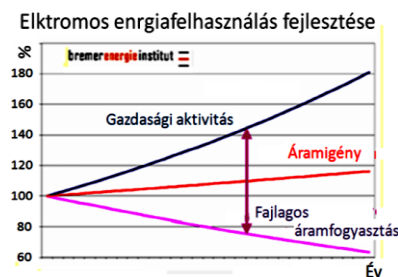 Elktromos enrgiafelhasználás fejlesztése
%
bremerenergieinstitut
180
160
Gazdasági aktivitás
140
Áramigény
120
100
Fajlagos
áramfogyasztás
80
60
Év